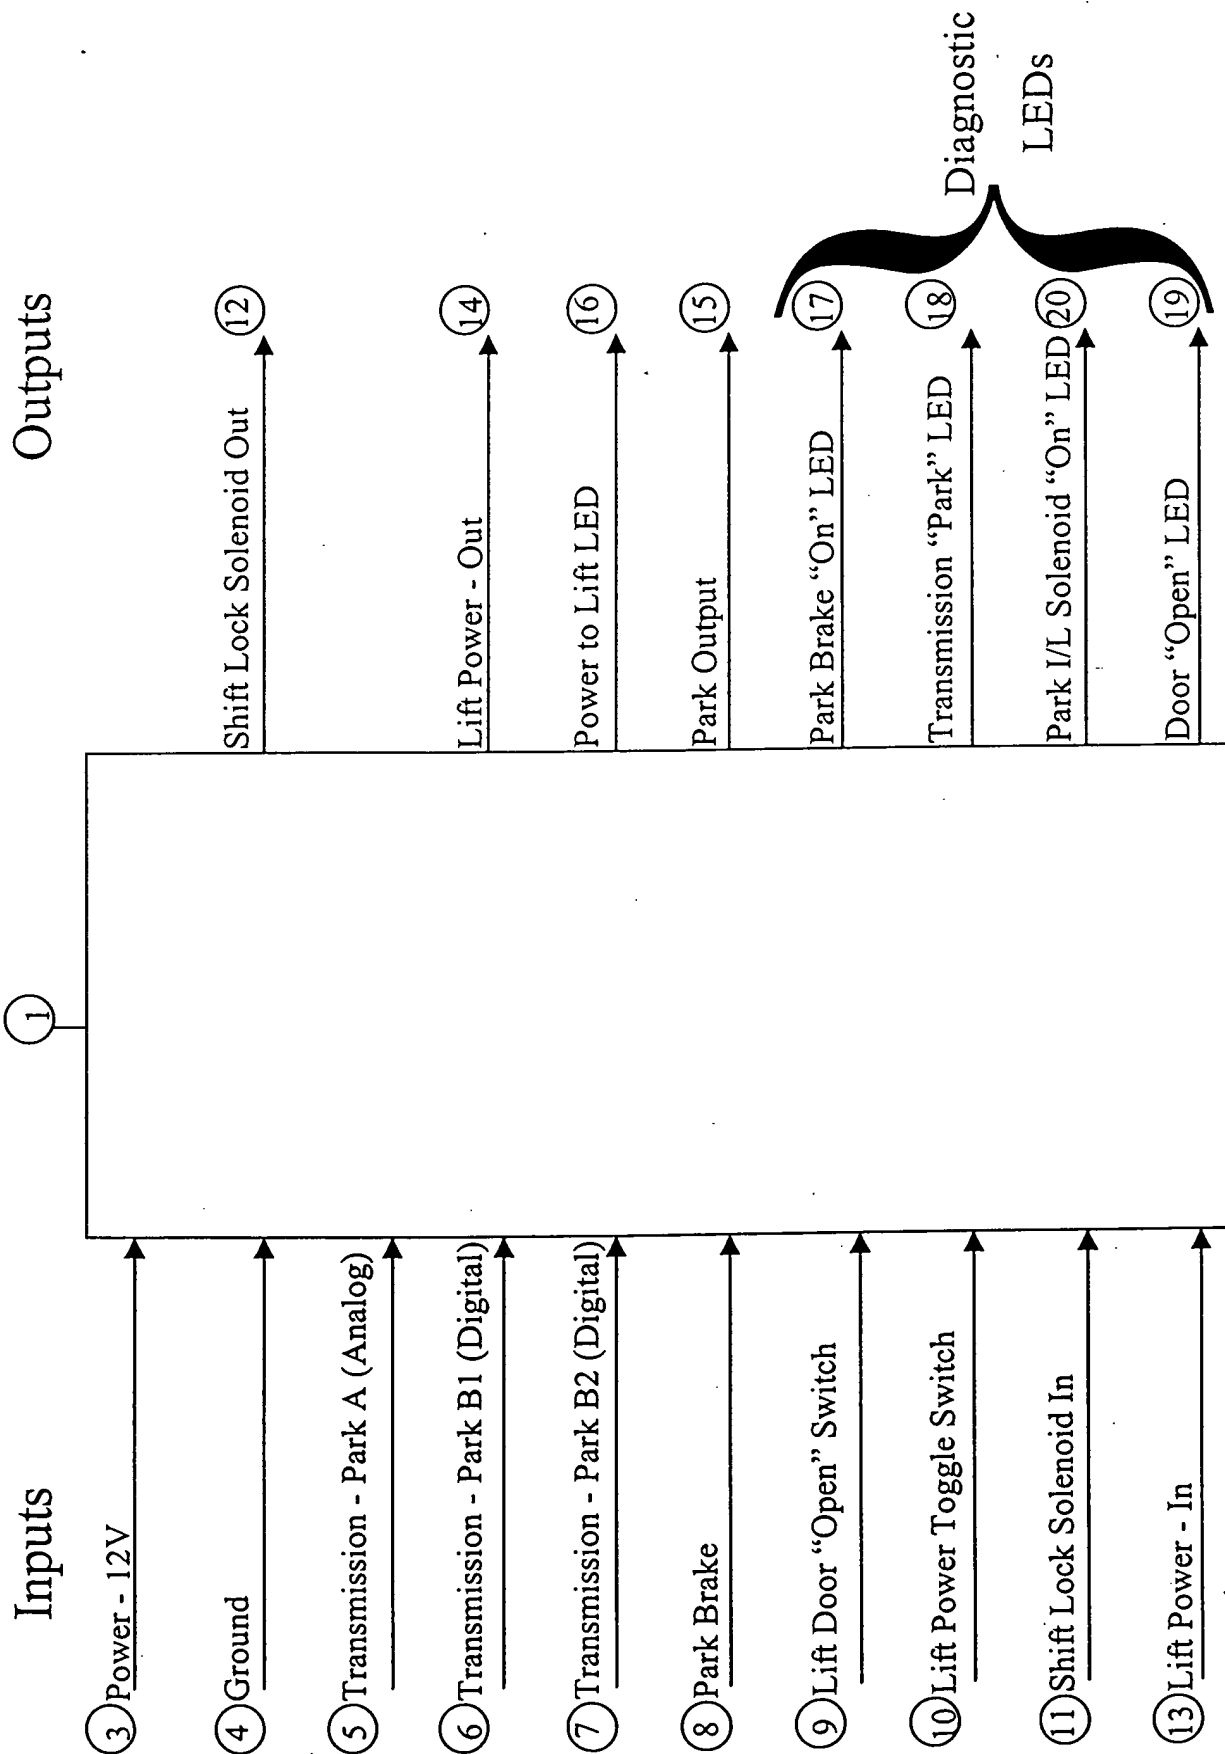 Inputs
1
Outputs
3 Power - 12V
4 Ground
5 Transmission - Park A (Analog)
6 Transmission - Park B1 (Digital)
7 Transmission - Park B2 (Digital)
8 Park Brake
9 Lift Door “Open” Switch
10 Lift Power Toggle Switch
11 Shift Lock Solenoid In
13 Lift Power - In
Shift Lock Solenoid Out 12
Lift Power - Out 14
Power to Lift LED 16
Park Output 15
Park Brake “On” LED 17
Transmission “Park” LED 18
Park I/L Solenoid “On” LED 20
Door “Open” LED 19
Diagnostic
LEDs